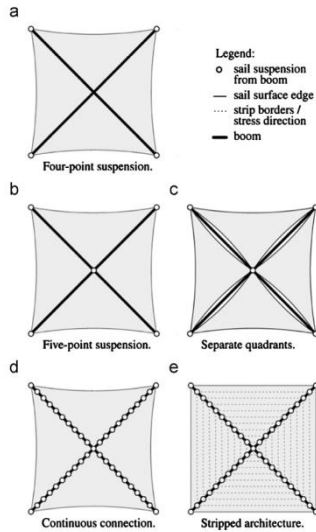 a
Legend:
sail suspension
from boom
sail surface edge
strip borders /
stress direction
boom
Four-point suspension.
b
c
Five-point suspension.
Separate quadrants.
d
e
Continuous connection.
Stripped architecture.